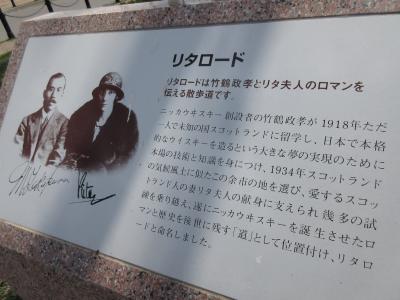 リタロード
リタロードは竹鶴政孝とリタ夫人のロマンを
伝える散歩道です。
ニッカウヰスキー創設者の竹鶴政孝が1918年ただ
一人で未知の国スコットランドに留学し、日本で本格
的なウイスキーを造るという大きな夢の実現のために
本場の技術と知識を身につけ、1934年スコットランド
の気候風土に似たこの余市の地を選び、愛するスコッ
トランド人の妻リタ夫人の献身に支えられ幾多の試
練を乗り越え、遂にニッカウヰスキーを誕生させたロ
マンと歴史を後世に残す「道」として位置付け、リタロ
ードと命名しました。
Rita